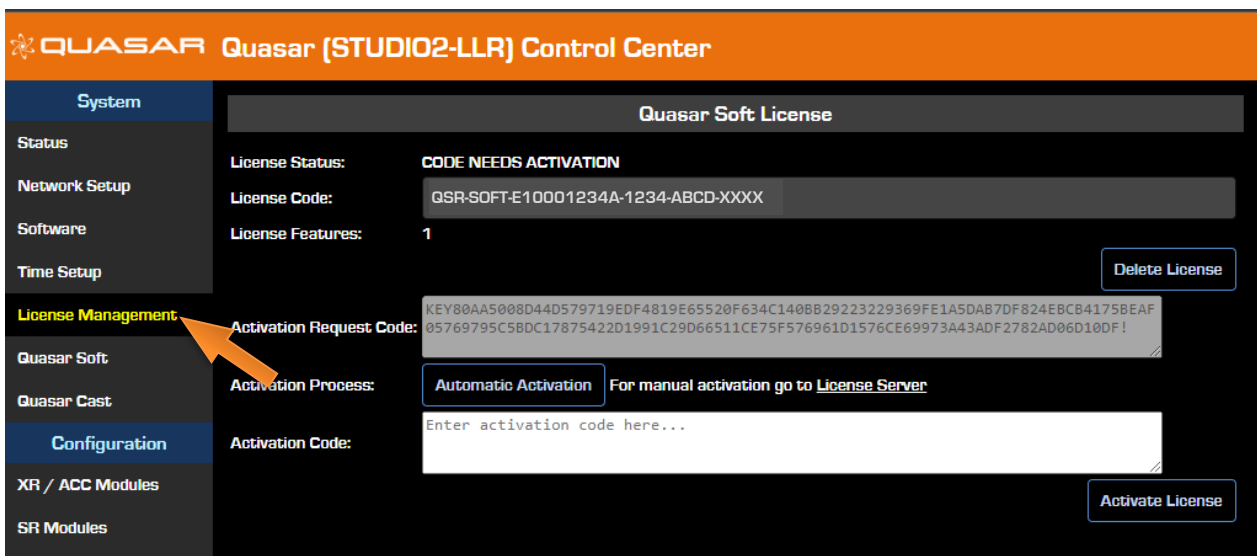 QUASAR Quasar (STUDIO2-LLR) Control Center
System
Status
Network Setup
Software
Time Setup
License Management
Quasar Soft
Quasar Cast
Configuration
XR / ACC Modules
SR Modules
Quasar Soft License
License Status: CODE NEEDS ACTIVATION
License Code: QSR-SOFT-E10001234A-1234-ABCD-XXXX
License Features: 1
Delete License
Activation Request Code:
KEY80AA5008D44D579719EDF4819E65520F634C140BB29223229369FE1A5DAB7DF824EBCB4175BEAF
05769795C5BDC17875422D1991C29D66511CE75F576961D1576CE69973A43ADF2782AD06D10DF!
Activation Process: Automatic Activation For manual activation go to License Server
Activation Code: Enter activation code here...
Activate License